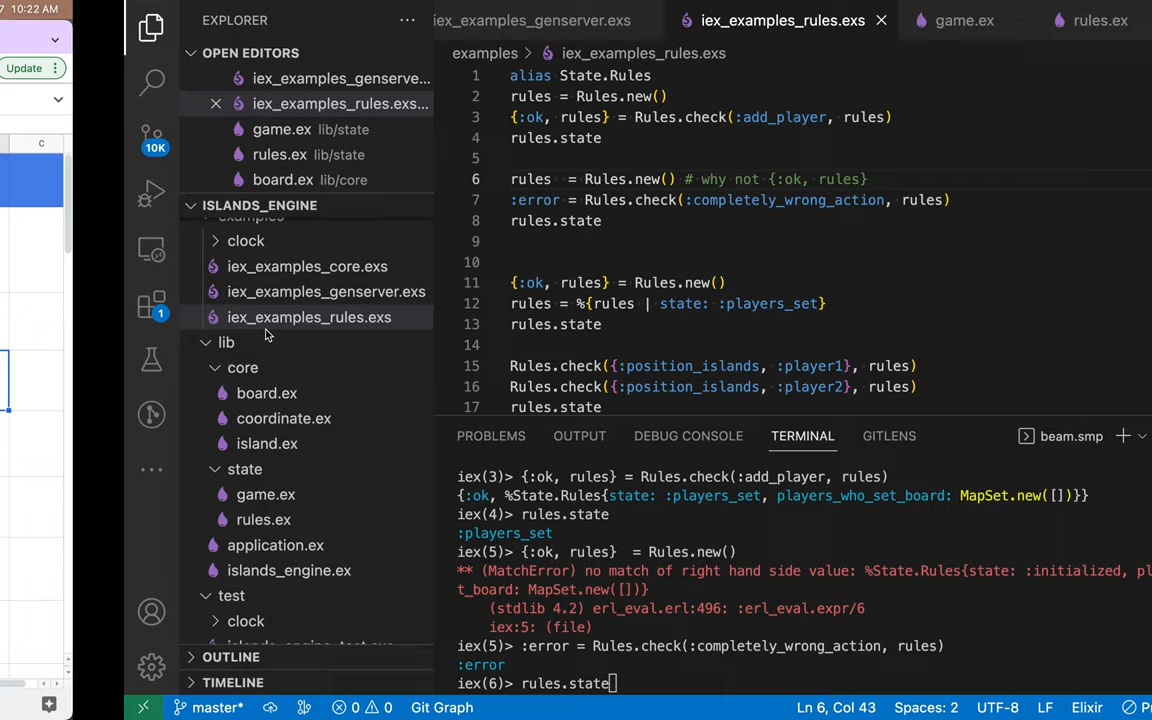 10:22 AM
Update
C
EXPLORER
OPEN EDITORS
iex_examples_genserve...
iex_examples_rules.exs...
game.ex lib/state
rules.ex lib/state
board.ex lib/core
ISLANDS_ENGINE
examples
clock
iex_examples_core.exs
iex_examples_genserver.exs
iex_examples_rules.exs
lib
core
board.ex
coordinate.ex
island.ex
state
game.ex
rules.ex
application.ex
islands_engine.ex
test
clock
islands_engine_test.exs
OUTLINE
TIMELINE
10K
1
iex_examples_genserver.exs
iex_examples_rules.exs
game.ex
rules.ex
examples > iex_examples_rules.exs
1 alias State.Rules
2 rules = Rules.new()
3 {:ok, rules} = Rules.check(:add_player, rules)
4 rules.state
5
6 rules  = Rules.new() # why not {:ok, rules}
7 :error = Rules.check(:completely_wrong_action, rules)
8 rules.state
9
10
11 {:ok, rules} = Rules.new()
12 rules = %{rules | state: :players_set}
13 rules.state
14
15 Rules.check({:position_islands, :player1}, rules)
16 Rules.check({:position_islands, :player2}, rules)
17 rules.state
PROBLEMS OUTPUT DEBUG CONSOLE TERMINAL GITLENS
beam.smp
iex(3)> {:ok, rules} = Rules.check(:add_player, rules)
{:ok, %State.Rules{state: :players_set, players_who_set_board: MapSet.new([])}}
iex(4)> rules.state
:players_set
iex(5)> {:ok, rules}  = Rules.new()
** (MatchError) no match of right hand side value: %State.Rules{state: :initialized, pl
t_board: MapSet.new([])}
(stdlib 4.2) erl_eval.erl:496: :erl_eval.expr/6
iex:5: (file)
iex(5)> :error = Rules.check(:completely_wrong_action, rules)
:error
iex(6)> rules.state
master* 0 0 Git Graph
Ln 6, Col 43 Spaces: 2 UTF-8 LF Elixir